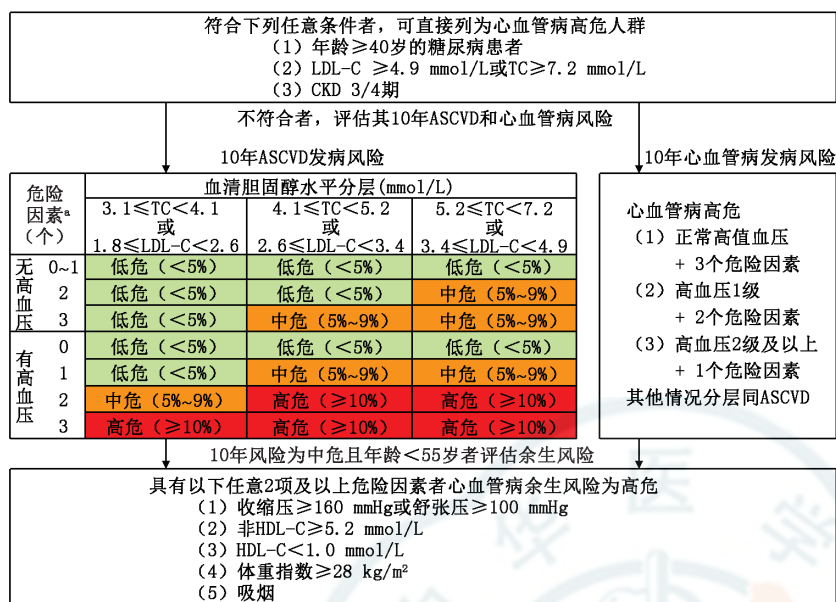 符合下列任意条件者，可直接列为心血管病高危人群
（1）年龄≥40岁的糖尿病患者
（2）LDL-C ≥4.9 mmol/L或TC≥7.2 mmol/L
（3）CKD 3/4期
不符合者，评估其10年ASCVD和心血管病风险
10年ASCVD发病风险
10年心血管病发病风险
危险因素ᵃ（个）
血清胆固醇水平分层(mmol/L)
3.1≤TC<4.1 或 1.8≤LDL-C<2.6
4.1≤TC<5.2 或 2.6≤LDL-C<3.4
5.2≤TC<7.2 或 3.4≤LDL-C<4.9
无高血压
0~1 低危（<5%） 低危（<5%） 低危（<5%）
2 低危（<5%） 低危（<5%） 中危（5%~9%）
3 低危（<5%） 中危（5%~9%） 中危（5%~9%）
有高血压
0 低危（<5%） 低危（<5%） 低危（<5%）
1 低危（<5%） 中危（5%~9%） 中危（5%~9%）
2 中危（5%~9%） 高危（≥10%） 高危（≥10%）
3 高危（≥10%） 高危（≥10%） 高危（≥10%）
心血管病高危
（1）正常高值血压
+ 3个危险因素
（2）高血压1级
+ 2个危险因素
（3）高血压2级及以上
+ 1个危险因素
其他情况分层同ASCVD
10年风险为中危且年龄<55岁者评估余生风险
具有以下任意2项及以上危险因素者心血管病余生风险为高危
（1）收缩压≥160 mmHg或舒张压≥100 mmHg
（2）非HDL-C≥5.2 mmol/L
（3）HDL-C<1.0 mmol/L
（4）体重指数≥28 kg/m²
（5）吸烟